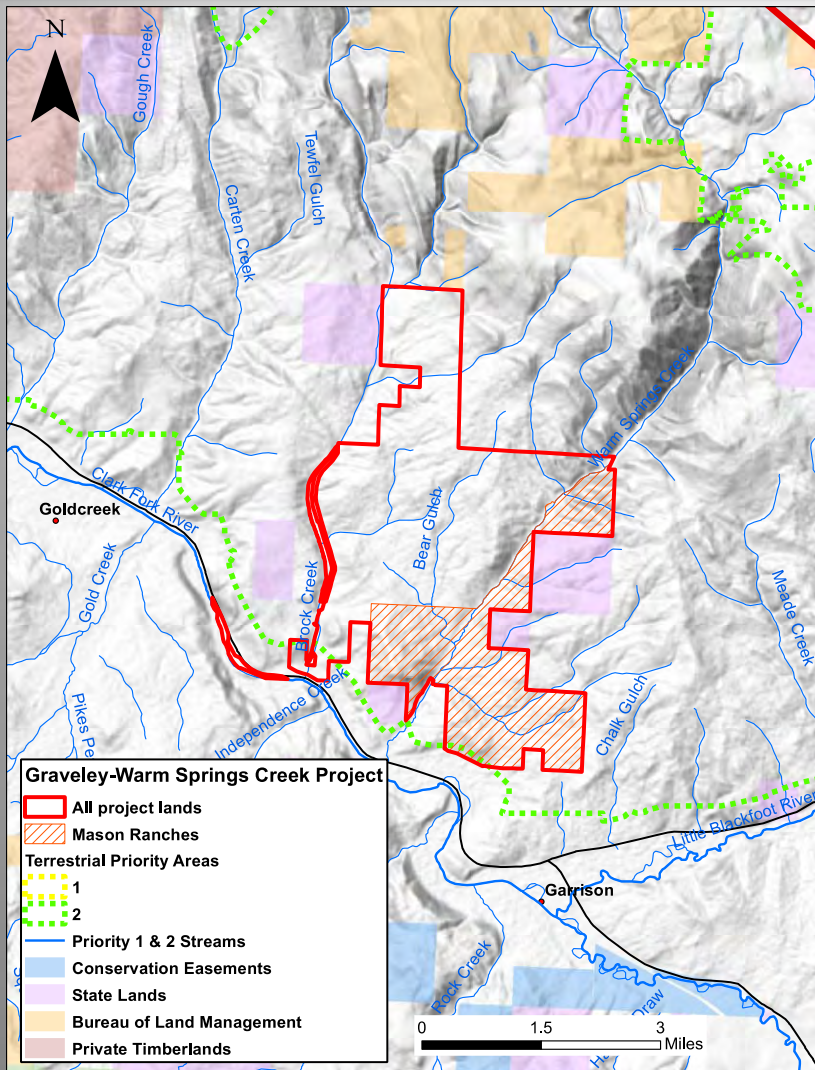 N
Gough Creek
Tewfel Gulch
Carten Creek
Warm Springs Creek
Clark Fork River
Goldcreek
Bear Gulch
Gold Creek
Brock Creek
Meade Creek
Independence Creek
Pikes Pe
Chalk Gulch
Little Blackfoot River
Garrison
Rock Creek
Draw
Graveley-Warm Springs Creek Project
All project lands
Mason Ranches
Terrestrial Priority Areas
1
2
Priority 1 & 2 Streams
Conservation Easements
State Lands
Bureau of Land Management
Private Timberlands
0 1.5 3
Miles